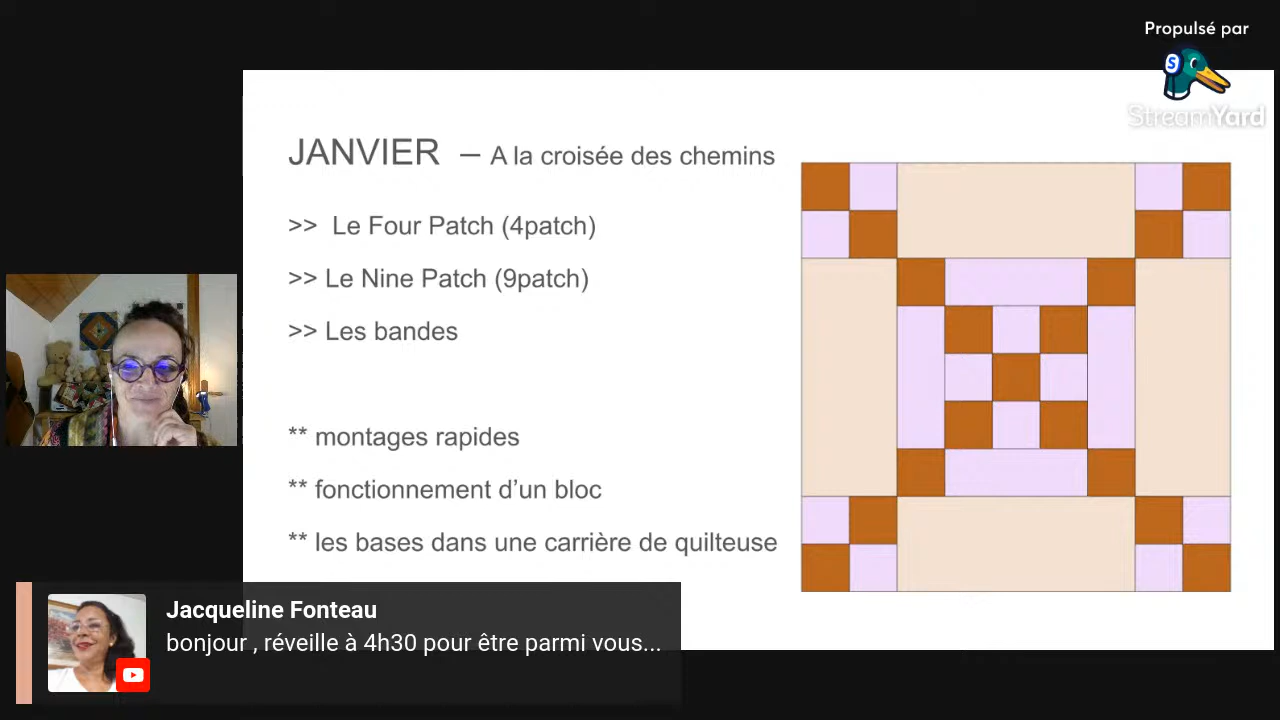 Propulsé par
StreamYard
JANVIER – A la croisée des chemins
>> Le Four Patch (4patch)
>> Le Nine Patch (9patch)
>> Les bandes
** montages rapides
** fonctionnement d’un bloc
** les bases dans une carrière de quilteuse
Jacqueline Fonteau
bonjour , réveille à 4h30 pour être parmi vous...